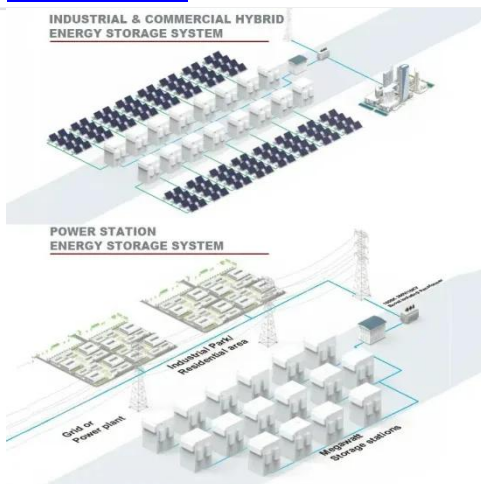 INDUSTRIAL & COMMERCIAL HYBRID
ENERGY STORAGE SYSTEM
POWER STATION
ENERGY STORAGE SYSTEM
Industrial Park/
Residential area
Grid or
Power plant
Megawatt
Storage stations